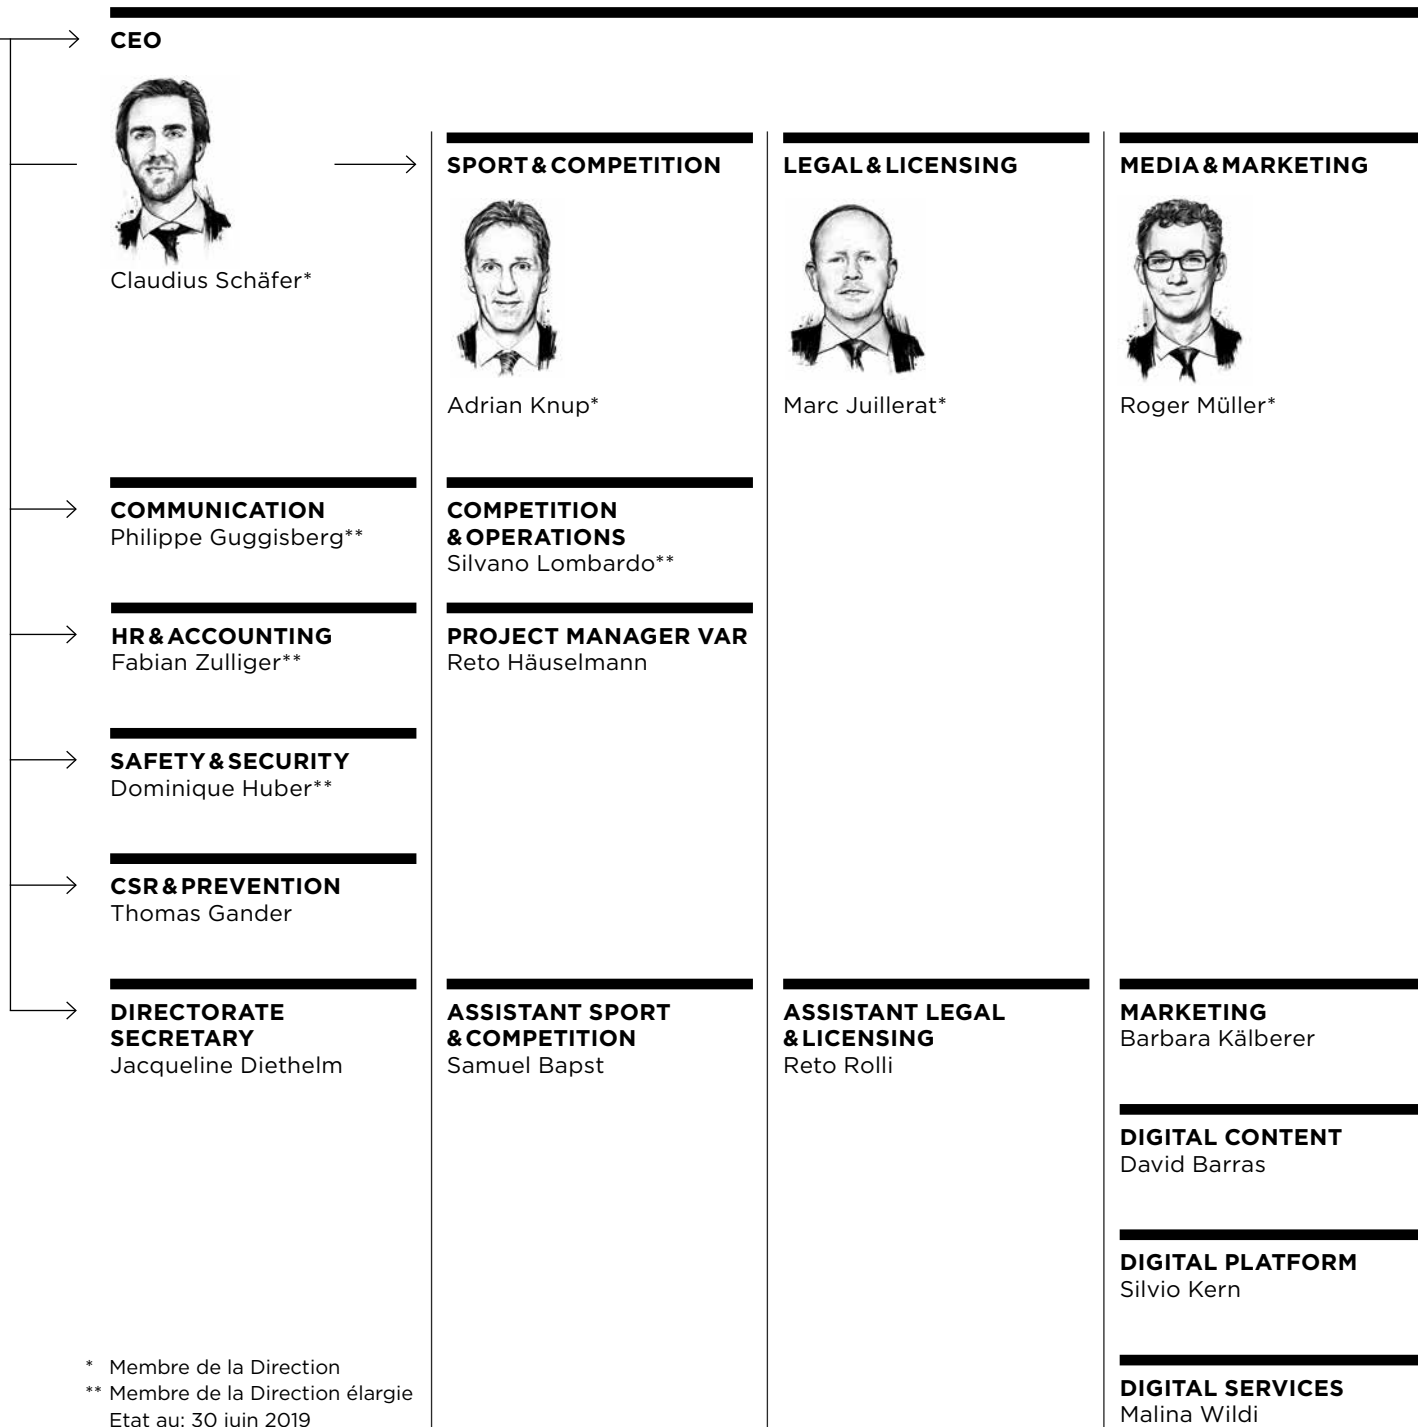 CEO
Claudius Schäfer*
SPORT & COMPETITION
Adrian Knup*
LEGAL & LICENSING
Marc Juillerat*
MEDIA & MARKETING
Roger Müller*
COMMUNICATION
Philippe Guggisberg**
COMPETITION
& OPERATIONS
Silvano Lombardo**
HR & ACCOUNTING
Fabian Zulliger**
PROJECT MANAGER VAR
Reto Häuselmann
SAFETY & SECURITY
Dominique Huber**
CSR & PREVENTION
Thomas Gander
DIRECTORATE
SECRETARY
Jacqueline Diethelm
ASSISTANT SPORT
& COMPETITION
Samuel Bapst
ASSISTANT LEGAL
& LICENSING
Reto Rolli
MARKETING
Barbara Kälberer
DIGITAL CONTENT
David Barras
DIGITAL PLATFORM
Silvio Kern
DIGITAL SERVICES
Malina Wildi
* Membre de la Direction
** Membre de la Direction élargie
Etat au: 30 juin 2019